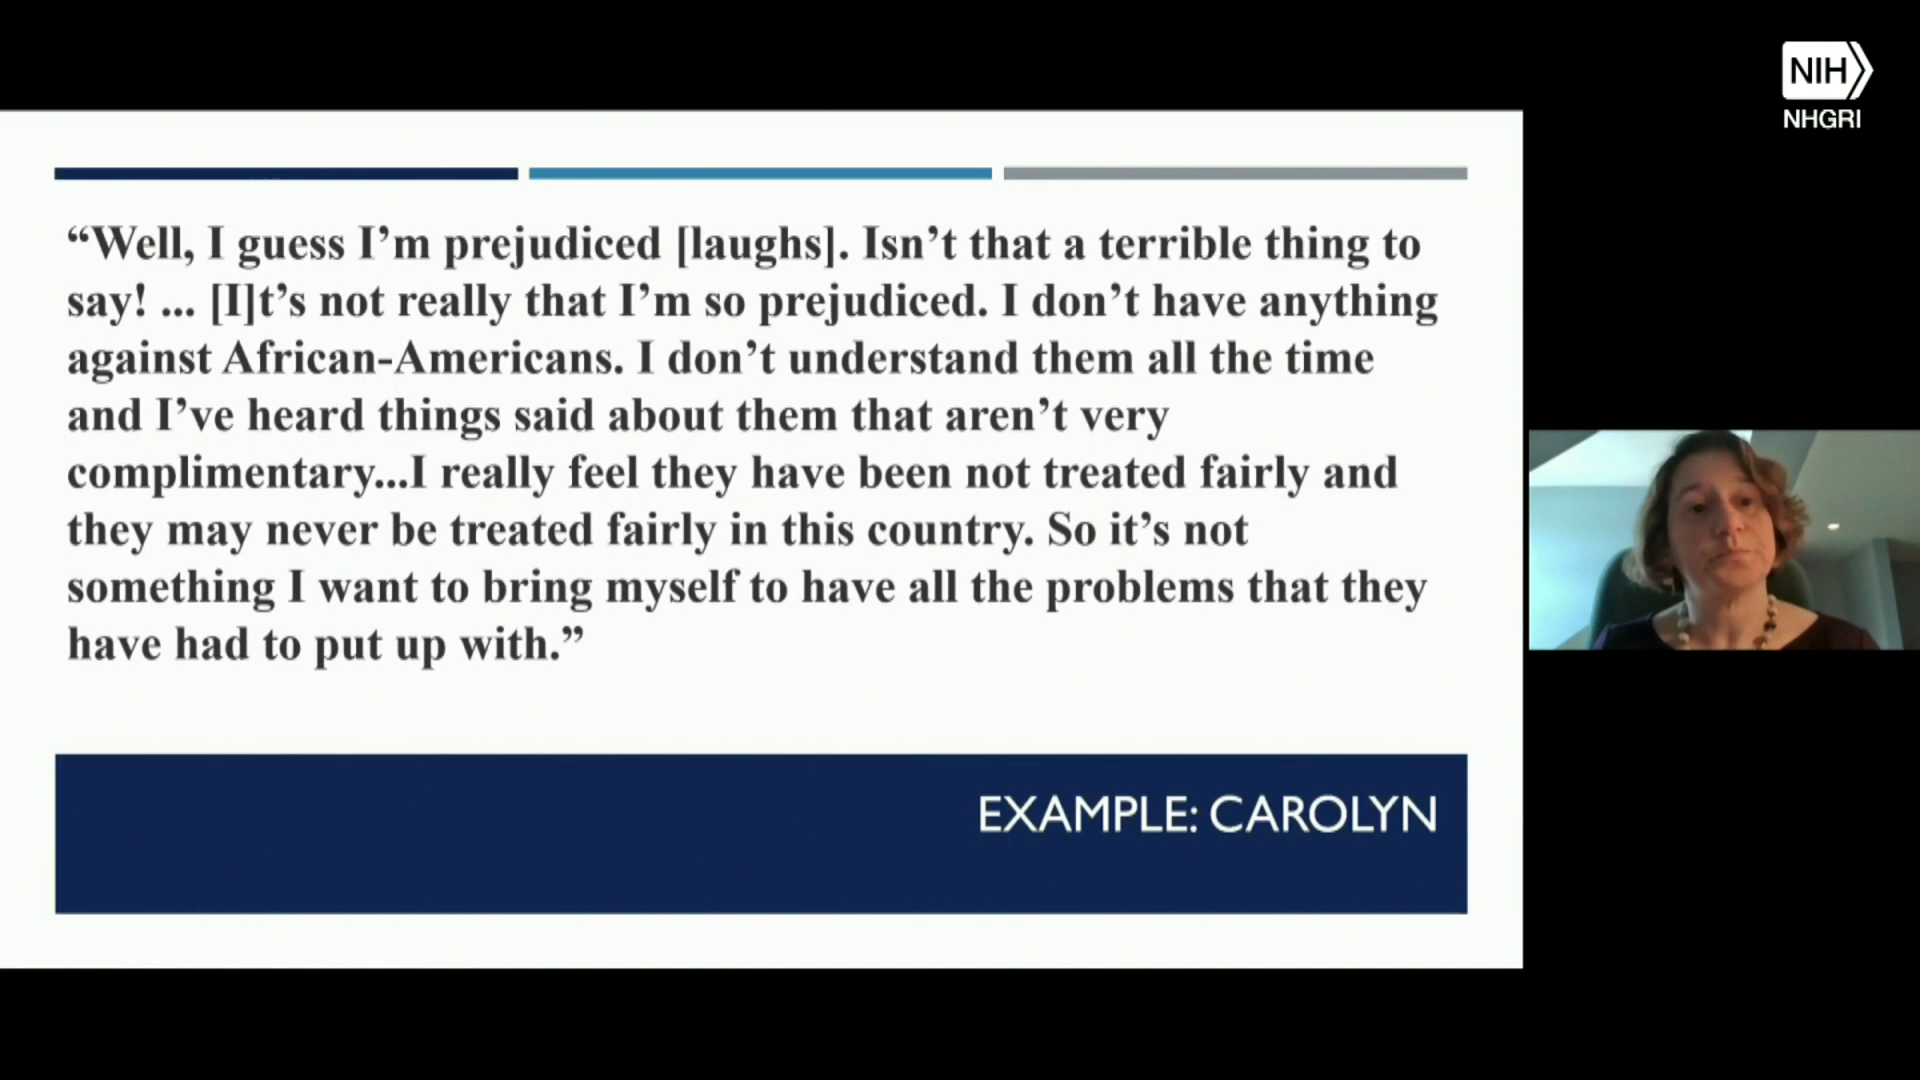 NIH
NHGRI
“Well, I guess I’m prejudiced [laughs]. Isn’t that a terrible thing to
say! ... [I]t’s not really that I’m so prejudiced. I don’t have anything
against African-Americans. I don’t understand them all the time
and I’ve heard things said about them that aren’t very
complimentary...I really feel they have been not treated fairly and
they may never be treated fairly in this country. So it’s not
something I want to bring myself to have all the problems that they
have had to put up with.”
EXAMPLE: CAROLYN